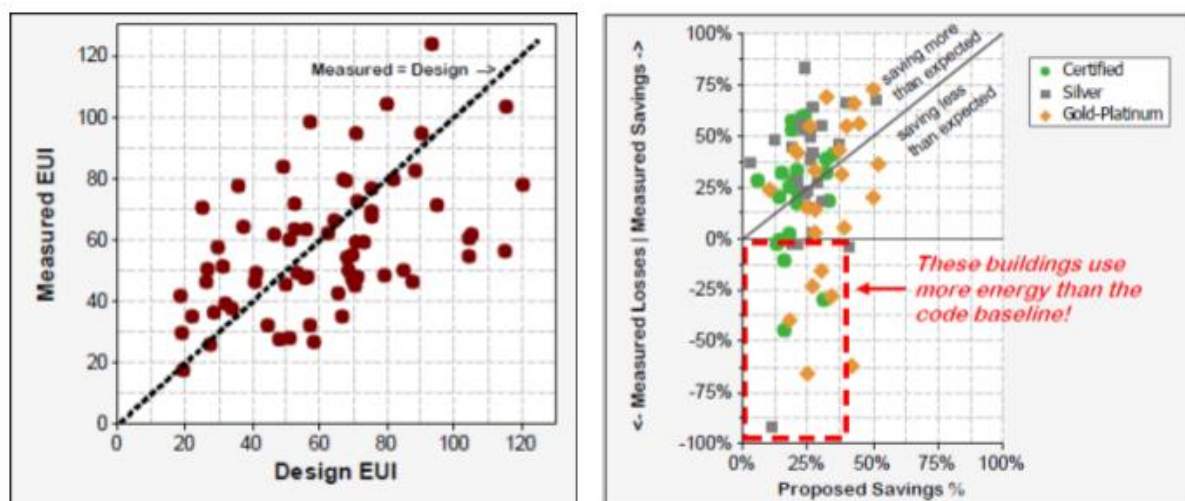 120
100
80
60
40
20
0
Measured EUI
Measured = Design -->
0 20 40 60 80 100 120
Design EUI
100%
75%
50%
25%
0%
-25%
-50%
-75%
-100%
<- Measured Losses | Measured Savings ->
saving more
than expected
saving less
than expected
These buildings use
more energy than the
code baseline!
0% 25% 50% 75% 100%
Proposed Savings %
Certified
Silver
Gold-Platinum